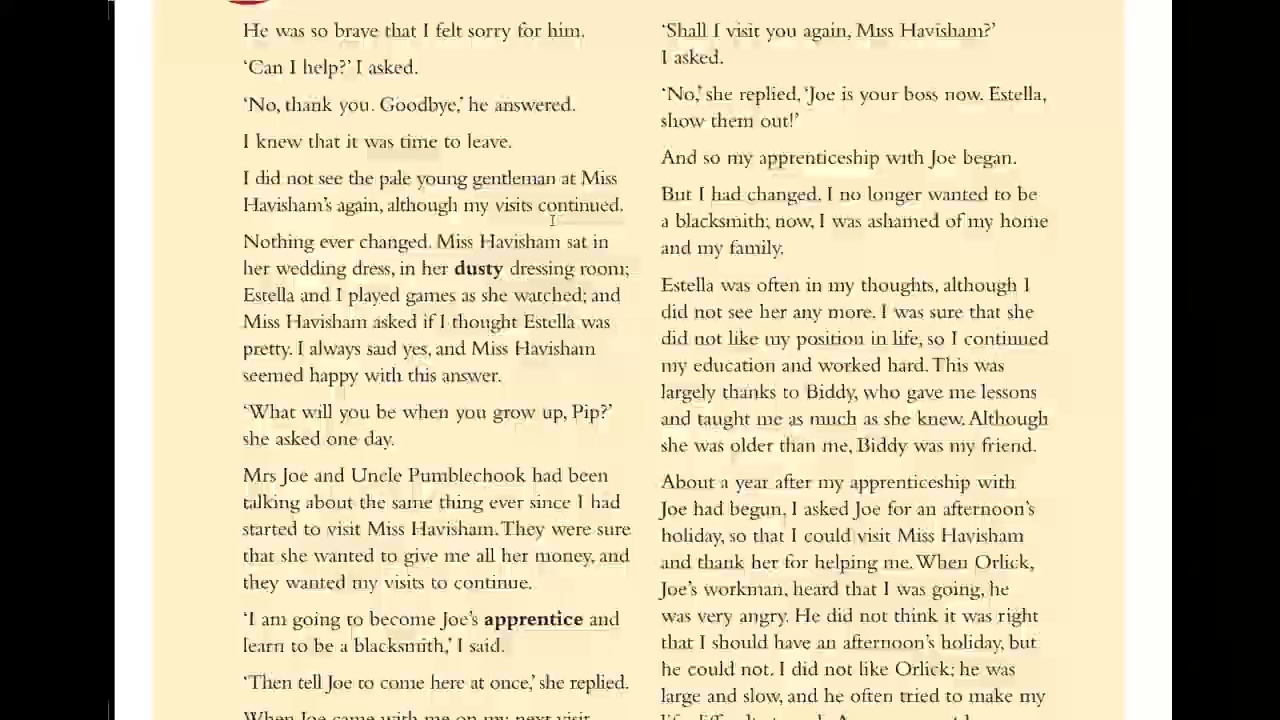 He was so brave that I felt sorry for him.
‘Can I help?’ I asked.
‘No, thank you. Goodbye,’ he answered.
I knew that it was time to leave.
I did not see the pale young gentleman at Miss
Havisham’s again, although my visits continued.
Nothing ever changed. Miss Havisham sat in
her wedding dress, in her dusty dressing room;
Estella and I played games as she watched; and
Miss Havisham asked if I thought Estella was
pretty. I always said yes, and Miss Havisham
seemed happy with this answer.
‘What will you be when you grow up, Pip?’
she asked one day.
Mrs Joe and Uncle Pumblechook had been
talking about the same thing ever since I had
started to visit Miss Havisham. They were sure
that she wanted to give me all her money, and
they wanted my visits to continue.
‘I am going to become Joe’s apprentice and
learn to be a blacksmith,’ I said.
‘Then tell Joe to come here at once,’ she replied.
When Joe came with me on my next visit
‘Shall I visit you again, Miss Havisham?’
I asked.
‘No,’ she replied, ‘Joe is your boss now. Estella,
show them out!’
And so my apprenticeship with Joe began.
But I had changed. I no longer wanted to be
a blacksmith; now, I was ashamed of my home
and my family.
Estella was often in my thoughts, although I
did not see her any more. I was sure that she
did not like my position in life, so I continued
my education and worked hard. This was
largely thanks to Biddy, who gave me lessons
and taught me as much as she knew. Although
she was older than me, Biddy was my friend.
About a year after my apprenticeship with
Joe had begun, I asked Joe for an afternoon’s
holiday, so that I could visit Miss Havisham
and thank her for helping me. When Orlick,
Joe’s workman, heard that I was going, he
was very angry. He did not think it was right
that I should have an afternoon’s holiday, but
he could not. I did not like Orlick; he was
large and slow, and he often tried to make my